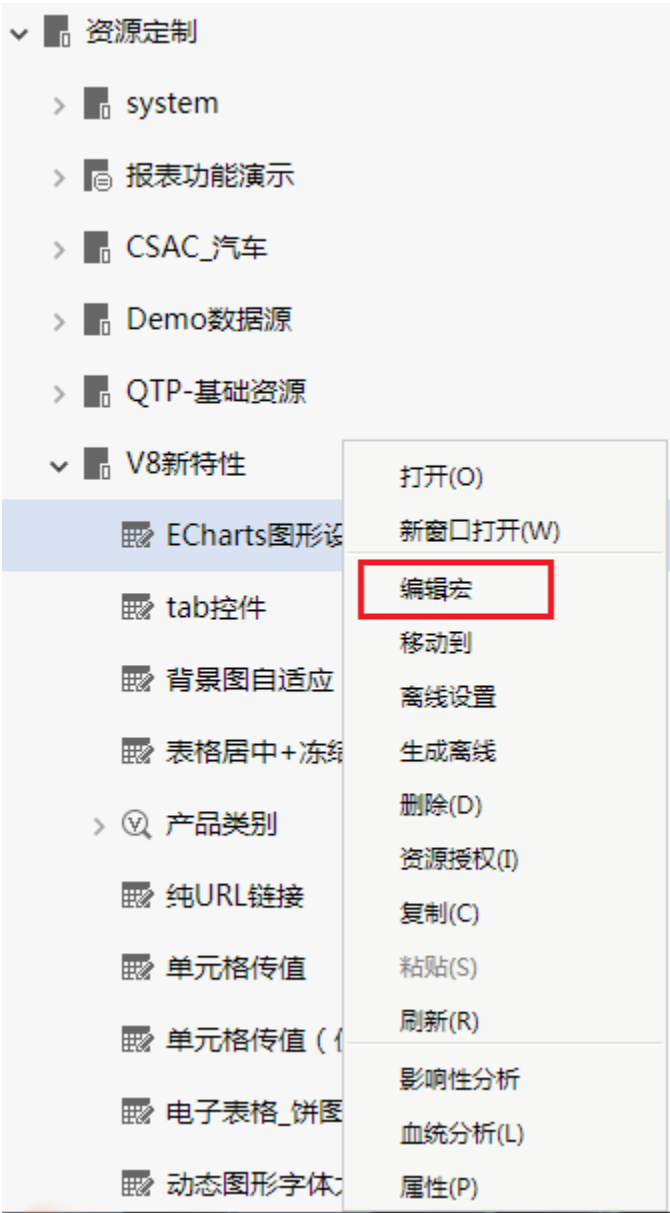 资源定制
system
报表功能演示
CSAC_汽车
Demo数据源
QTP-基础资源
V8新特性
ECharts图形设
tab控件
背景图自适应
表格居中+冻结
产品类别
纯URL链接
单元格传值
单元格传值（
电子表格_饼图
动态图形字体
打开(O)
新窗口打开(W)
编辑宏
移动到
离线设置
生成离线
删除(D)
资源授权(I)
复制(C)
粘贴(S)
刷新(R)
影响性分析
血统分析(L)
属性(P)